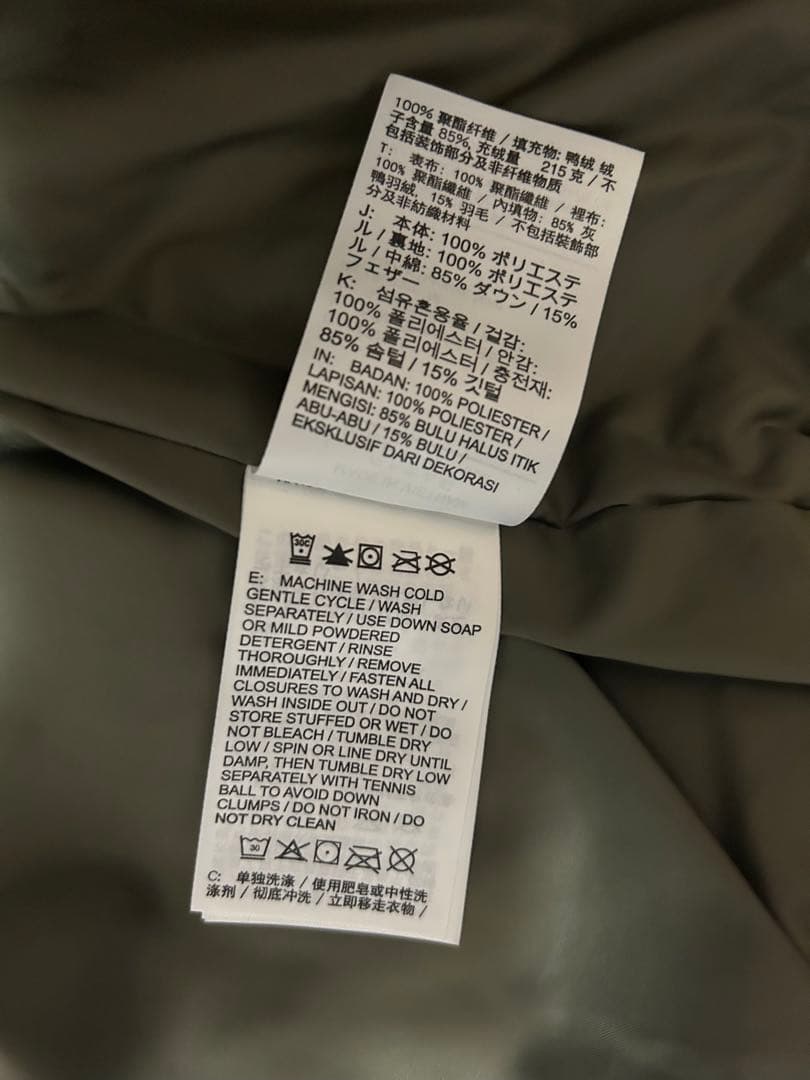 100% 聚酯纤维 / 填充物: 鸭绒 绒
子含量 85%, 充绒量 215 克 / 不
包括装饰部分及非纤维物质
T: 表布: 100% 聚酯纖維 / 裡布:
100% 聚酯纖維 / 內填物: 85% 灰
鴨羽絨, 15% 羽毛 / 不包括裝飾部
分及非紡織材料
J: 本体: 100% ポリエステ
ル / 裏地: 100% ポリエステ
ル / 中綿: 85% ダウン / 15%
フェザー
K: 섬유혼용율 / 겉감:
100% 폴리에스터 / 안감:
100% 폴리에스터 / 충전재:
85% 솜털 / 15% 깃털
IN: BADAN: 100% POLIESTER /
LAPISAN: 100% POLIESTER /
MENGISI: 85% BULU HALUS ITIK
ABU-ABU / 15% BULU /
EKSKLUSIF DARI DEKORASI
30C
E: MACHINE WASH COLD
GENTLE CYCLE / WASH
SEPARATELY / USE DOWN SOAP
OR MILD POWDERED
DETERGENT / RINSE
THOROUGHLY / REMOVE
IMMEDIATELY / FASTEN ALL
CLOSURES TO WASH AND DRY /
WASH INSIDE OUT / DO NOT
STORE STUFFED OR WET / DO
NOT BLEACH / TUMBLE DRY
LOW / SPIN OR LINE DRY UNTIL
DAMP, THEN TUMBLE DRY LOW
SEPARATELY WITH TENNIS
BALL TO AVOID DOWN
CLUMPS / DO NOT IRON / DO
NOT DRY CLEAN
30
C: 单独洗涤 / 使用肥皂或中性洗
涤剂 / 彻底冲洗 / 立即移走衣物 /